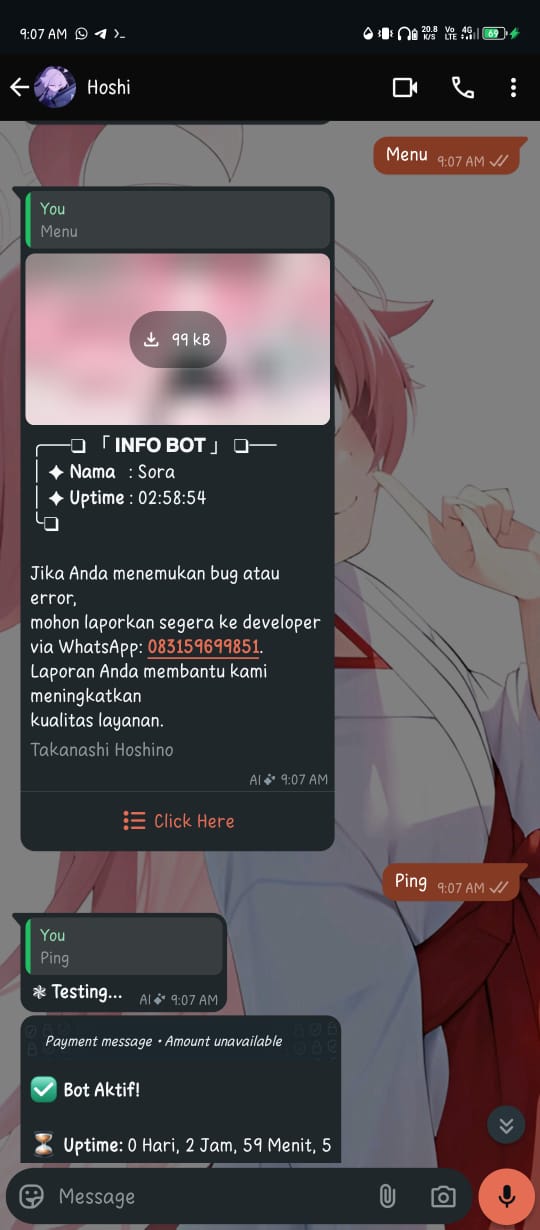 9:07 AM
20.8 K/S
Vo LTE
4G
69
Hoshi
Menu 9:07 AM
You
Menu
99 kB
「 INFO BOT 」
✦ Nama : Sora
✦ Uptime : 02:58:54
Jika Anda menemukan bug atau
error,
mohon laporkan segera ke developer
via WhatsApp: 083159699851.
Laporan Anda membantu kami
meningkatkan
kualitas layanan.
Takanashi Hoshino
AI 9:07 AM
Click Here
Ping 9:07 AM
You
Ping
Testing... AI 9:07 AM
Payment message • Amount unavailable
✅ Bot Aktif!
⏳ Uptime: 0 Hari, 2 Jam, 59 Menit, 5
Message